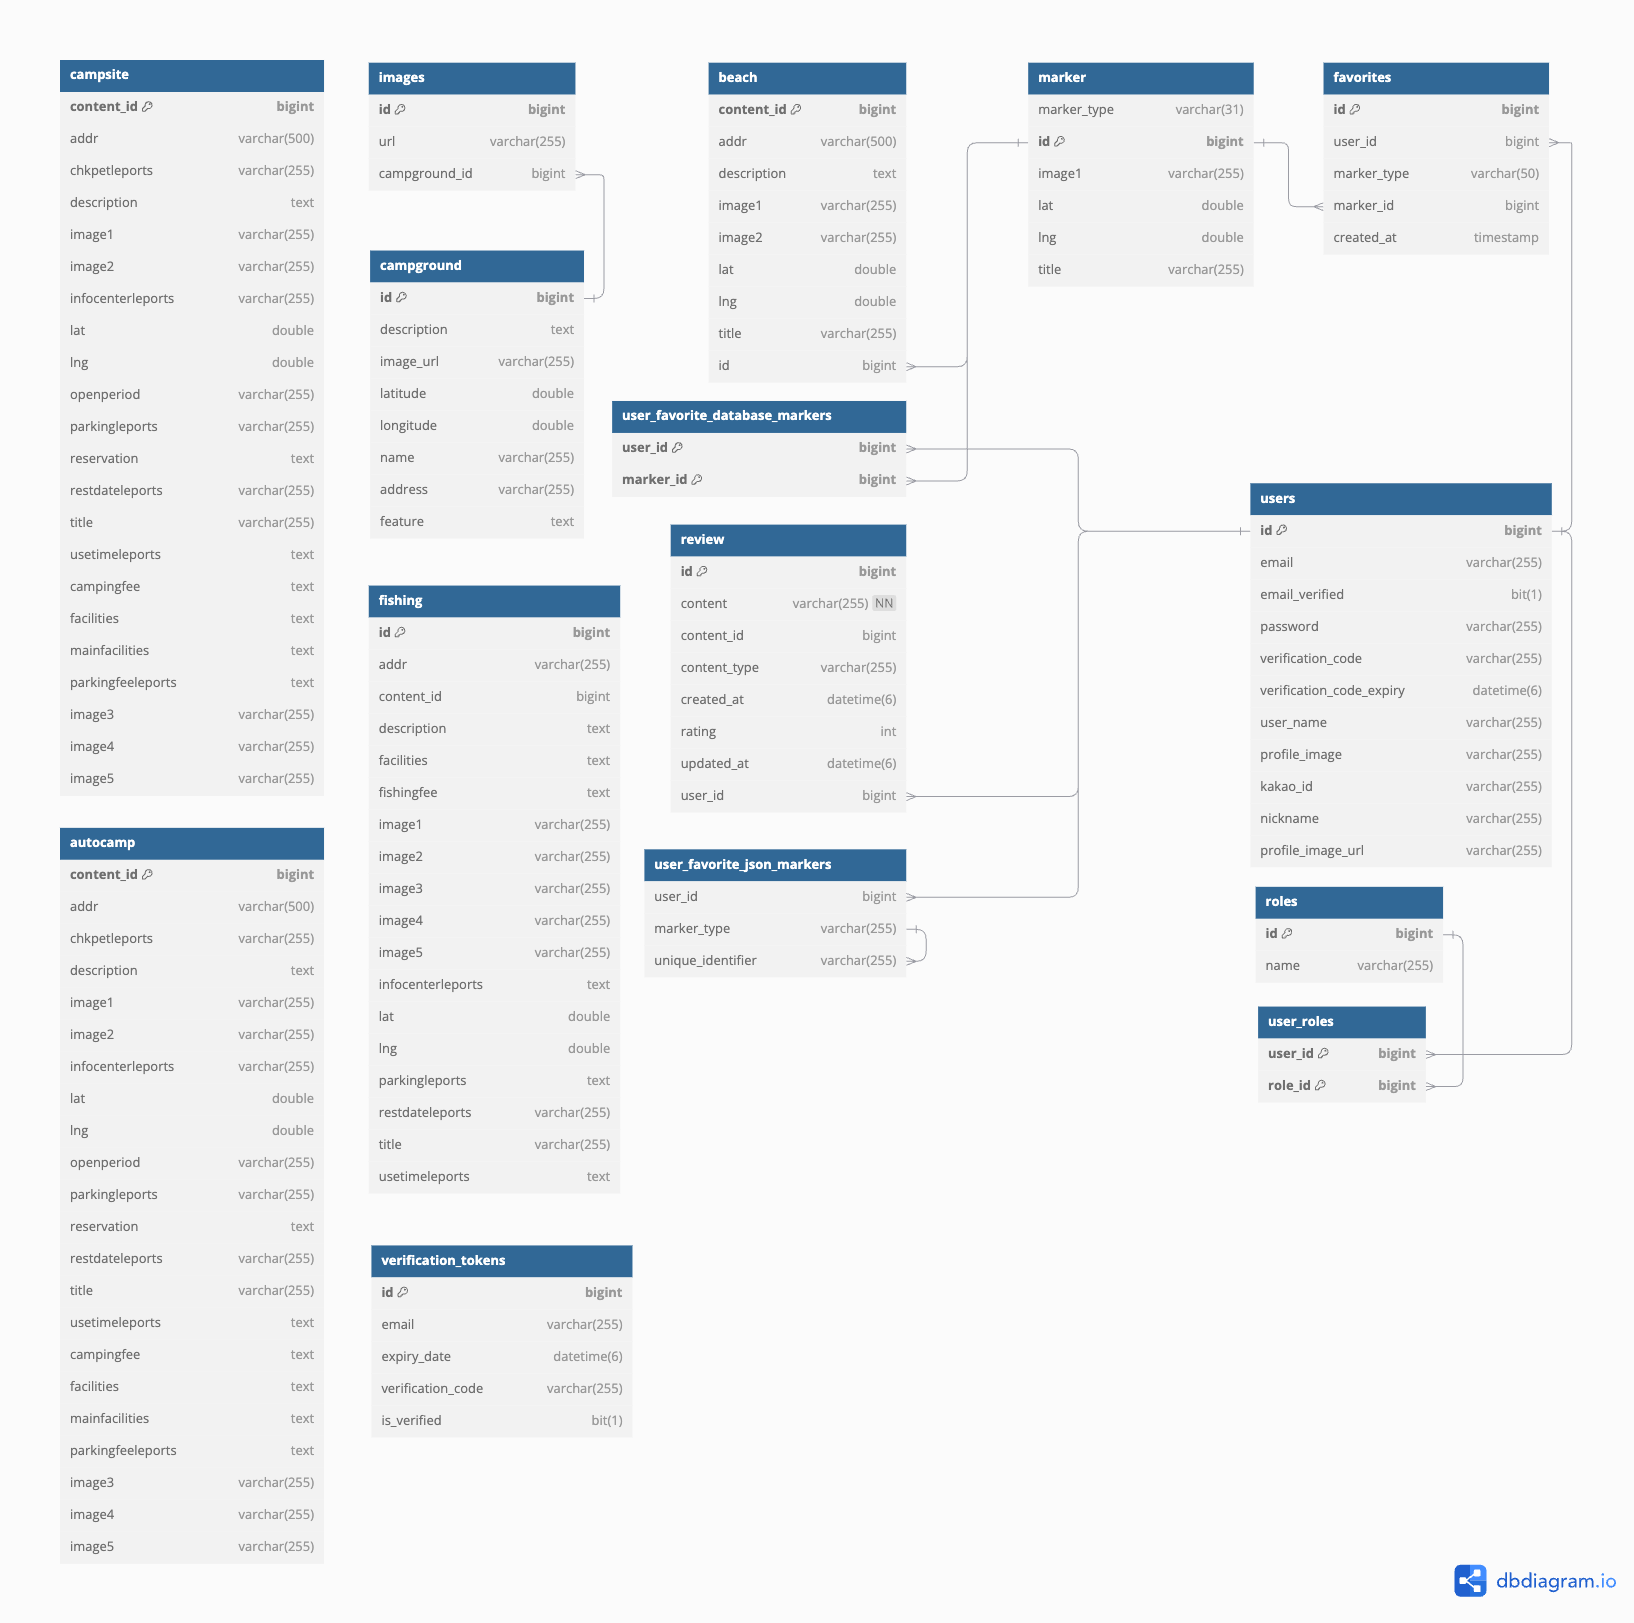 campsite
content_id bigint
addr varchar(500)
chkpetleports varchar(255)
description text
image1 varchar(255)
image2 varchar(255)
infocenterleports varchar(255)
lat double
lng double
openperiod varchar(255)
parkingleports varchar(255)
reservation text
restdateleports varchar(255)
title varchar(255)
usetimeleports text
campingfee text
facilities text
mainfacilities text
parkingfeeleports text
image3 varchar(255)
image4 varchar(255)
image5 varchar(255)
autocamp
content_id bigint
addr varchar(500)
chkpetleports varchar(255)
description text
image1 varchar(255)
image2 varchar(255)
infocenterleports varchar(255)
lat double
lng double
openperiod varchar(255)
parkingleports varchar(255)
reservation text
restdateleports varchar(255)
title varchar(255)
usetimeleports text
campingfee text
facilities text
mainfacilities text
parkingfeeleports text
image3 varchar(255)
image4 varchar(255)
image5 varchar(255)
images
id bigint
url varchar(255)
campground_id bigint
campground
id bigint
description text
image_url varchar(255)
latitude double
longitude double
name varchar(255)
address varchar(255)
feature text
fishing
id bigint
addr varchar(255)
content_id bigint
description text
facilities text
fishingfee text
image1 varchar(255)
image2 varchar(255)
image3 varchar(255)
image4 varchar(255)
image5 varchar(255)
infocenterleports text
lat double
lng double
parkingleports text
restdateleports varchar(255)
title varchar(255)
usetimeleports text
verification_tokens
id bigint
email varchar(255)
expiry_date datetime(6)
verification_code varchar(255)
is_verified bit(1)
beach
content_id bigint
addr varchar(500)
description text
image1 varchar(255)
image2 varchar(255)
lat double
lng double
title varchar(255)
id bigint
user_favorite_database_markers
user_id bigint
marker_id bigint
review
id bigint
content varchar(255) NN
content_id bigint
content_type varchar(255)
created_at datetime(6)
rating int
updated_at datetime(6)
user_id bigint
user_favorite_json_markers
user_id bigint
marker_type varchar(255)
unique_identifier varchar(255)
marker
marker_type varchar(31)
id bigint
image1 varchar(255)
lat double
lng double
title varchar(255)
favorites
id bigint
user_id bigint
marker_type varchar(50)
marker_id bigint
created_at timestamp
users
id bigint
email varchar(255)
email_verified bit(1)
password varchar(255)
verification_code varchar(255)
verification_code_expiry datetime(6)
user_name varchar(255)
profile_image varchar(255)
kakao_id varchar(255)
nickname varchar(255)
profile_image_url varchar(255)
roles
id bigint
name varchar(255)
user_roles
user_id bigint
role_id bigint
dbdiagram.io